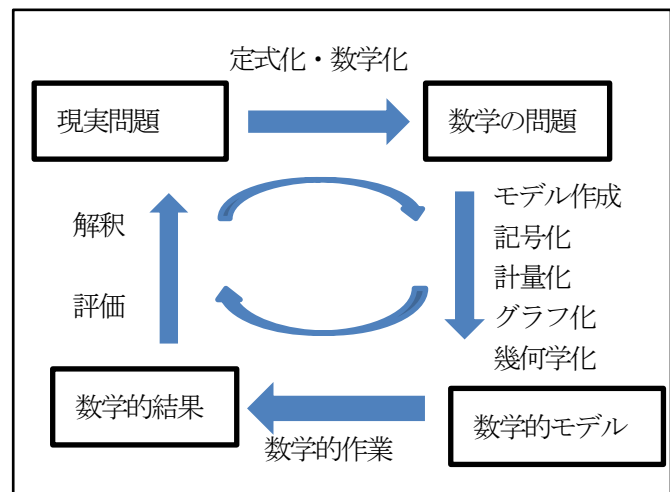 定式化・数学化
現実問題
数学の問題
モデル作成
記号化
計量化
グラフ化
幾何学化
解釈
評価
数学的結果
数学的モデル
数学的作業